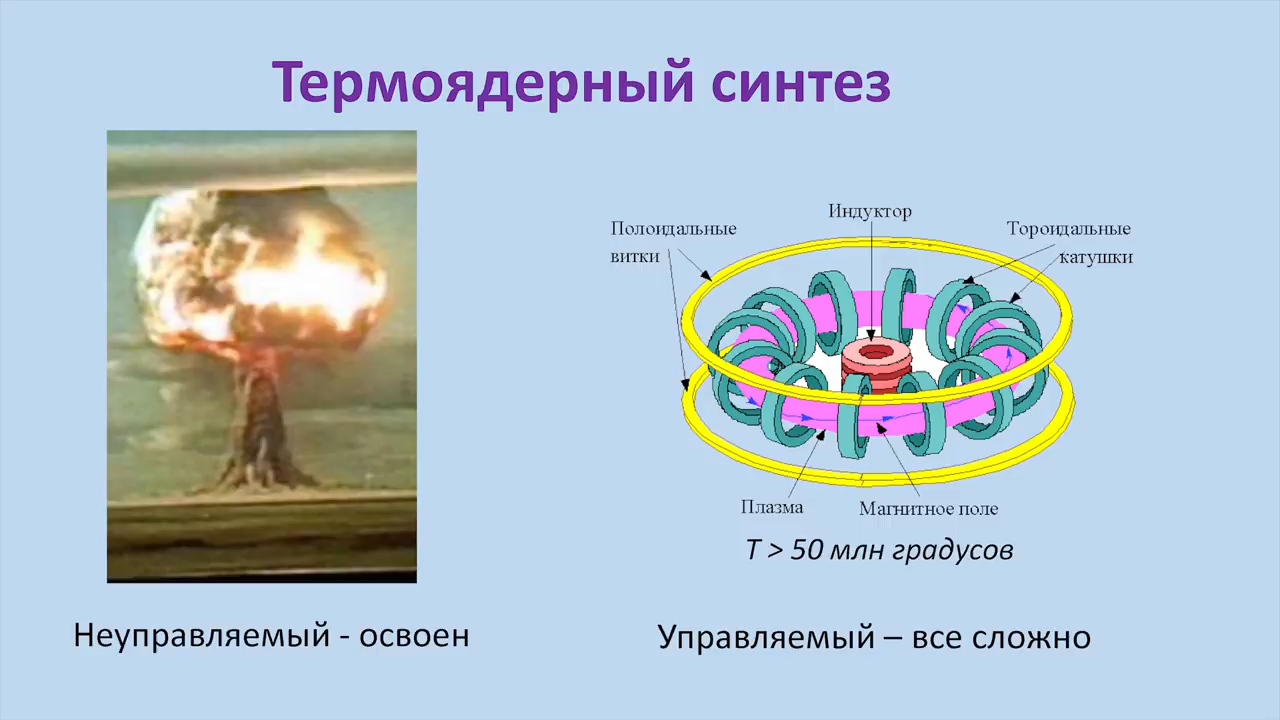 Термоядерный синтез
Индуктор
Полоидальные
витки
Тороидальные
катушки
Плазма
Магнитное поле
T > 50 млн градусов
Неуправляемый - освоен
Управляемый – все сложно